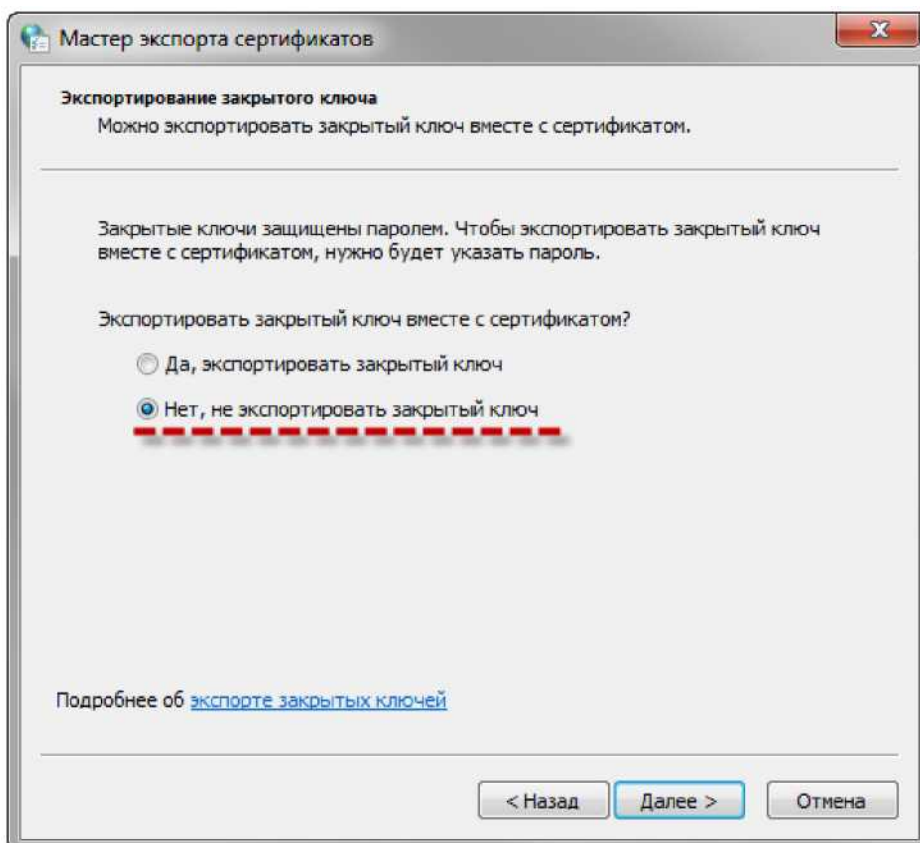 Мастер экспорта сертификатов
Экспортирование закрытого ключа
Можно экспортировать закрытый ключ вместе с сертификатом.
Закрытые ключи защищены паролем. Чтобы экспортировать закрытый ключ
вместе с сертификатом, нужно будет указать пароль.
Экспортировать закрытый ключ вместе с сертификатом?
Да, экспортировать закрытый ключ
Нет, не экспортировать закрытый ключ
Подробнее об экспорте закрытых ключей
< Назад Далее > Отмена